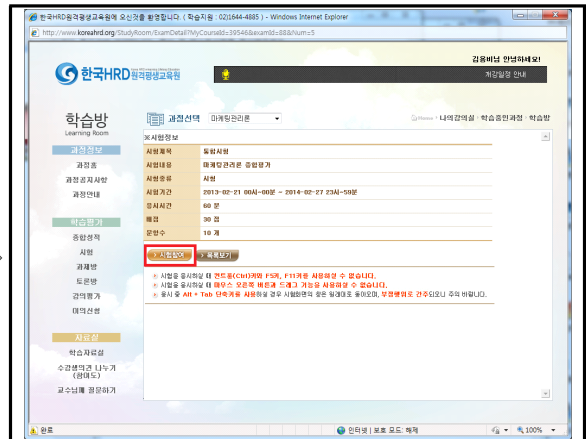 한국HRD원격평생교육원에 오신것을 환영합니다. ( 학습지원 : 02)1644-4885 ) - Windows Internet Explorer
http://www.koreahrd.org/StudyRoom/ExamDetail?MyCourseId=39546&examId=88&Num=5
김용비님 안녕하세요!
한국HRD원격평생교육원
개강일정 안내
학습방
Learning Room
과정선택 마케팅관리론
Home > 나의강의실 > 학습중인과정 > 학습방
과정정보
과정홈
과정공지사항
과정안내
학습평가
종합성적
시험
과제방
토론방
강의평가
이의신청
자료실
학습자료실
수강생의견 나누기
(참여도)
교수님께 질문하기
※시험정보
시험제목 통합시험
시험내용 마케팅관리론 종합평가
시험종류 시험
시험기간 2013-02-21 00시-00분 ~ 2014-02-27 23시-59분
응시시간 60 분
배점 30 점
문항수 10 개
> 시험참여 > 목록보기
시험을 응시하실 때 컨트롤(Ctrl)키와 F5키, F11키를 사용하실 수 없습니다.
시험을 응시하실 때 마우스 오른쪽 버튼과 드래그 기능을 사용하실 수 없습니다.
응시 중 Alt + Tab 단축키를 사용하실 경우 시험화면의 창은 원래대로 돌아오며, 부정행위로 간주되오니 주의 바랍니다.
완료
인터넷 | 보호 모드: 해제
100%